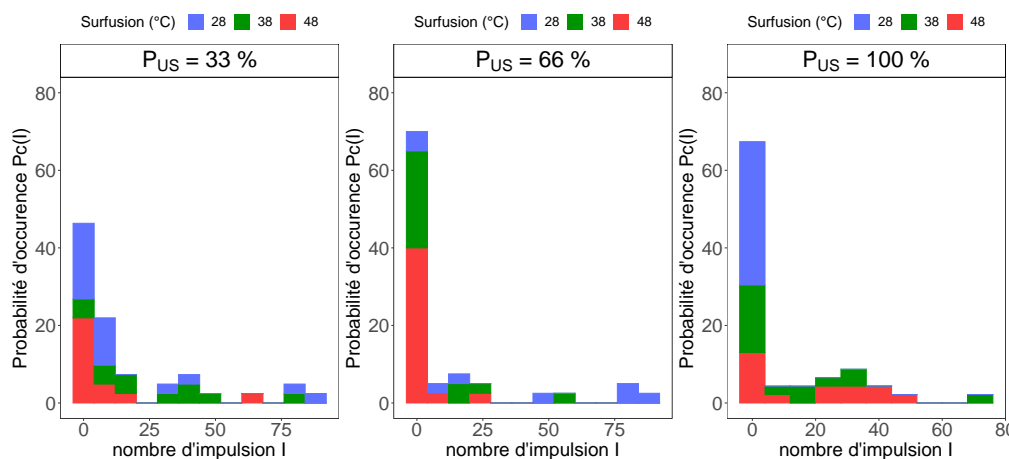 Surfusion (°C) 28 38 48
P_US = 33 %
Probabilité d'occurence Pc(I)
80
60
40
20
0
0 25 50 75
nombre d'impulsion I
Surfusion (°C) 28 38 48
P_US = 66 %
Probabilité d'occurence Pc(I)
80
60
40
20
0
0 25 50 75
nombre d'impulsion I
Surfusion (°C) 28 38 48
P_US = 100 %
Probabilité d'occurence Pc(I)
80
60
40
20
0
0 20 40 60 80
nombre d'impulsion I